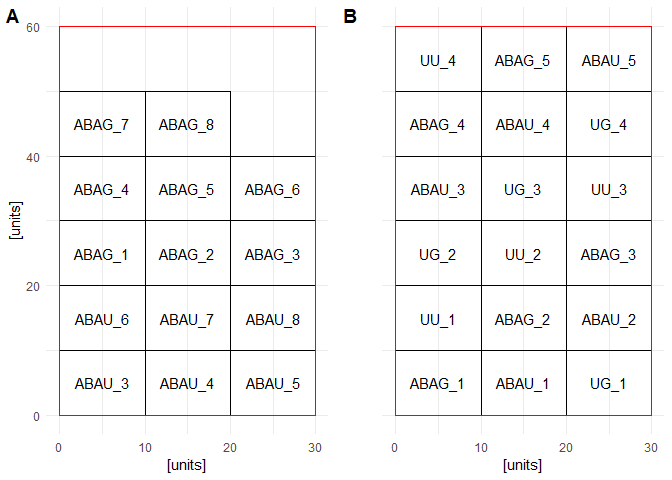 A
60
ABAG_7 ABAG_8
40
ABAG_4 ABAG_5 ABAG_6
ABAG_1 ABAG_2 ABAG_3
20
ABAU_6 ABAU_7 ABAU_8
ABAU_3 ABAU_4 ABAU_5
0
[units]
0 10 20 30
[units]
B
UU_4 ABAG_5 ABAU_5
ABAG_4 ABAU_4 UG_4
ABAU_3 UG_3 UU_3
UG_2 UU_2 ABAG_3
UU_1 ABAG_2 ABAU_2
ABAG_1 ABAU_1 UG_1
0 10 20 30
[units]